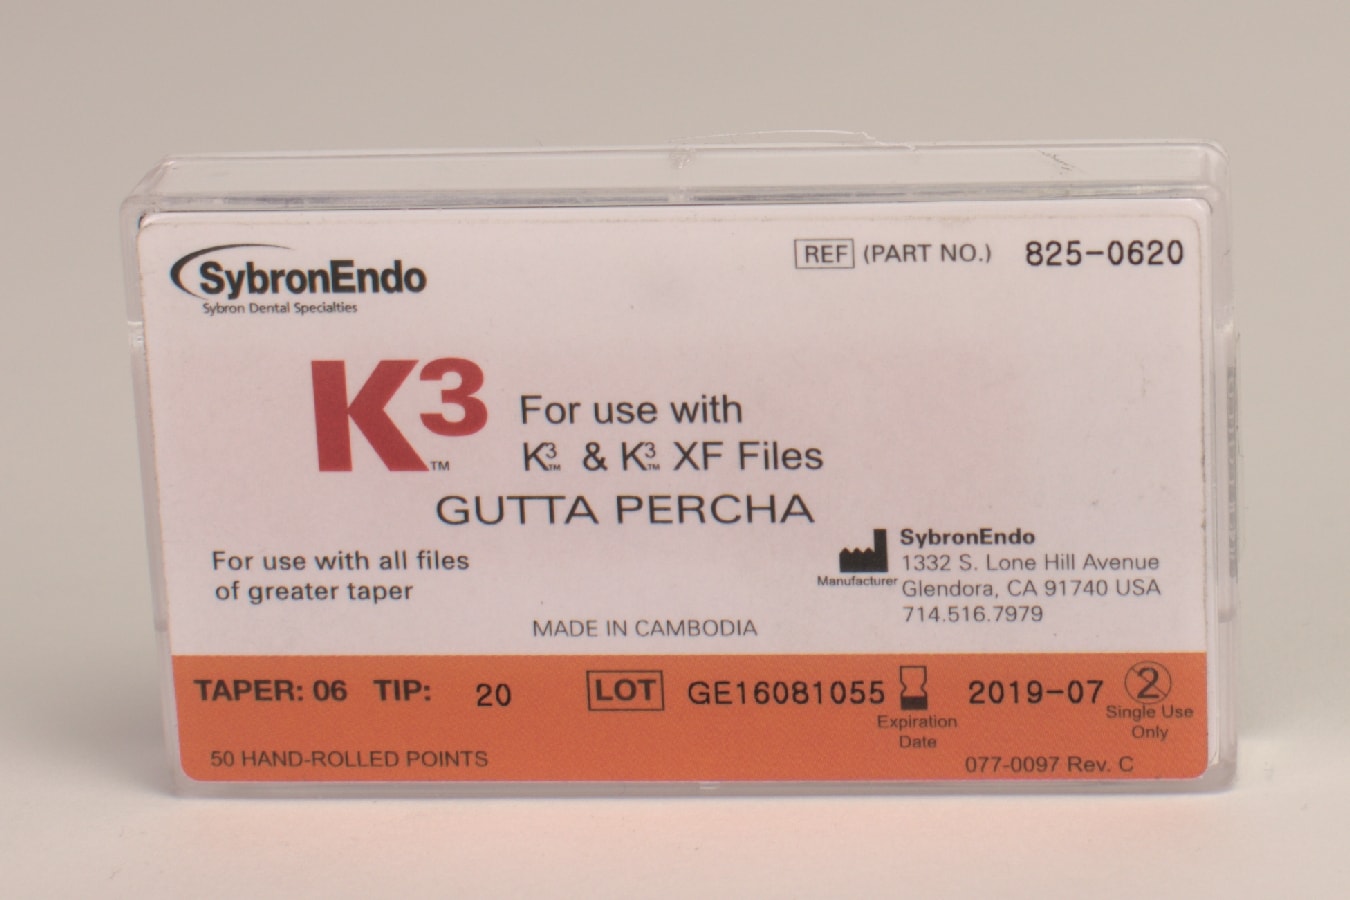 SybronEndo
Sybron Dental Specialties
REF (PART NO.) 825-0620
K3™
For use with
K3™ & K3™ XF Files
GUTTA PERCHA
For use with all files
of greater taper
Manufacturer
SybronEndo
1332 S. Lone Hill Avenue
Glendora, CA 91740 USA
714.516.7979
MADE IN CAMBODIA
TAPER: 06 TIP: 20 LOT GE16081055 2019-07 2
Expiration
Date
Single Use
Only
50 HAND-ROLLED POINTS
077-0097 Rev. C